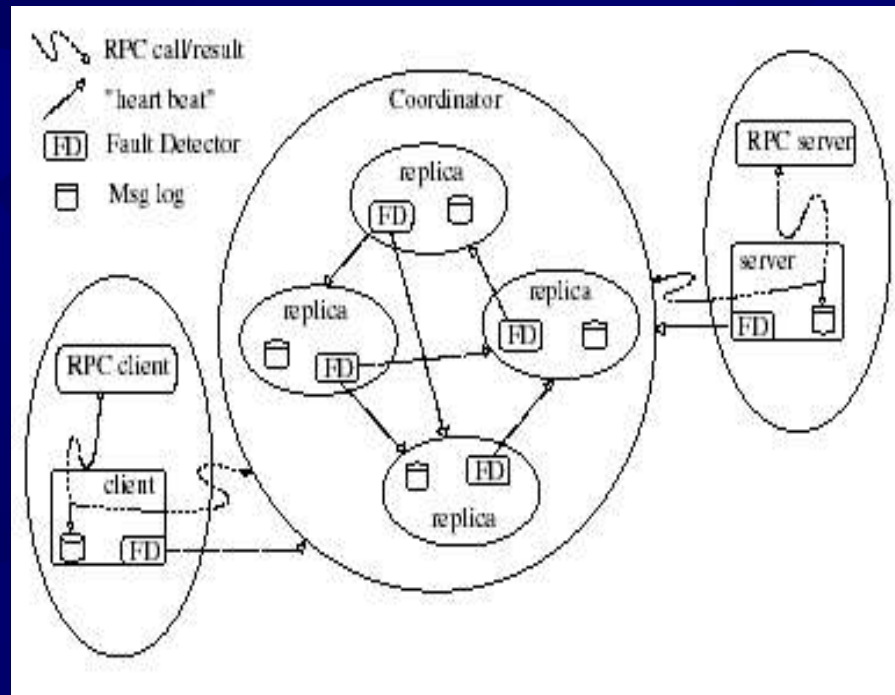 RPC call/result
"heart beat"
FD Fault Detector
Msg log
Coordinator
replica
FD
replica
FD
replica
FD
FD
replica
RPC client
client
FD
RPC server
server
FD